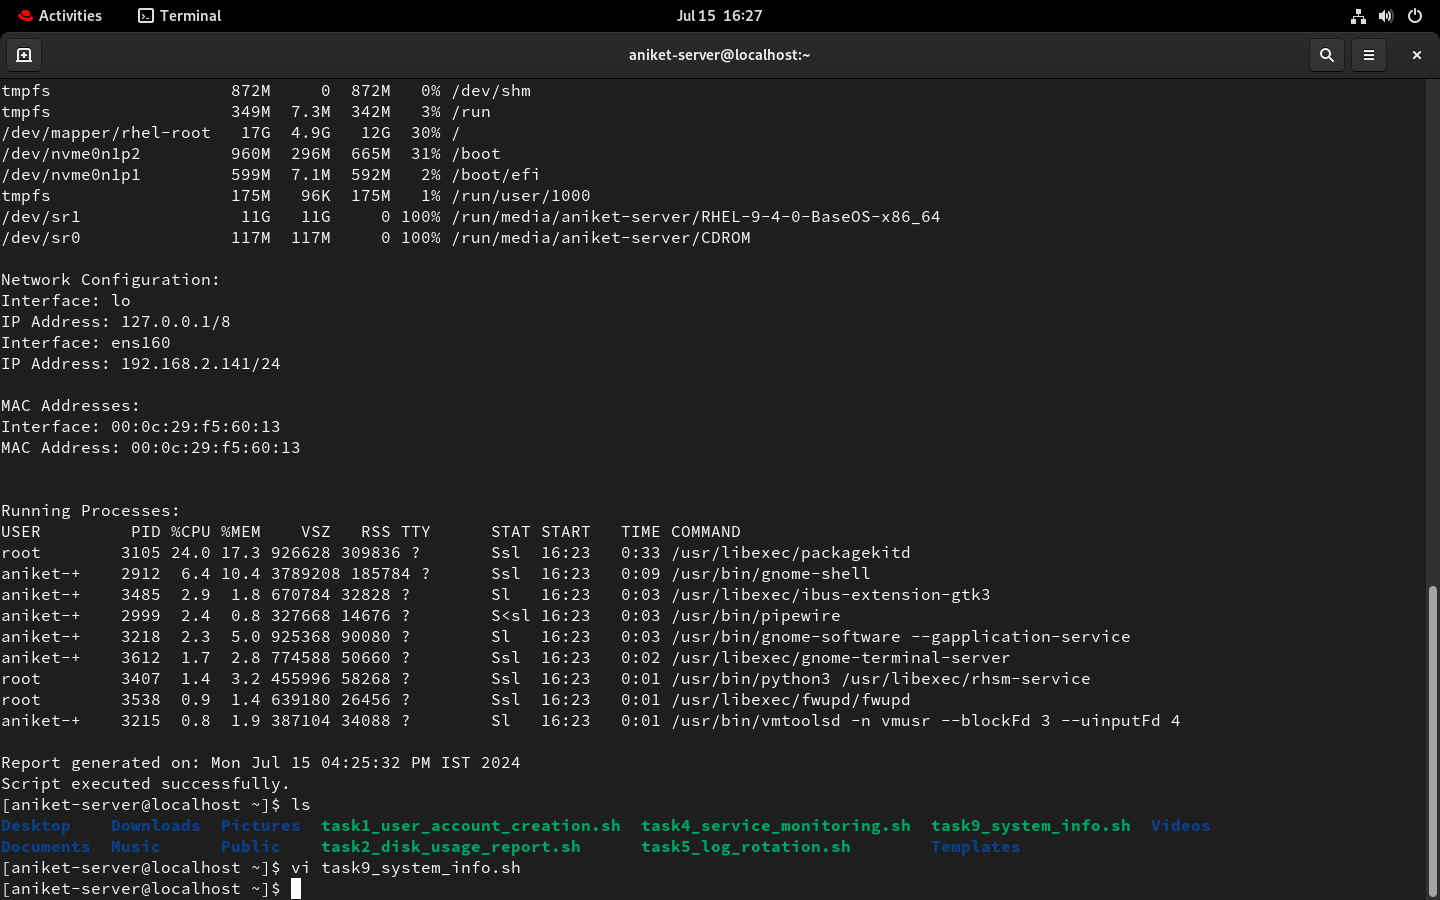 Activities Terminal Jul 15 16:27
aniket-server@localhost:~
tmpfs                  872M     0  872M   0% /dev/shm
tmpfs                  349M  7.3M  342M   3% /run
/dev/mapper/rhel-root   17G  4.9G   12G  30% /
/dev/nvme0n1p2         960M  296M  665M  31% /boot
/dev/nvme0n1p1         599M  7.1M  592M   2% /boot/efi
tmpfs                  175M   96K  175M   1% /run/user/1000
/dev/sr1                11G   11G     0 100% /run/media/aniket-server/RHEL-9-4-0-BaseOS-x86_64
/dev/sr0               117M  117M     0 100% /run/media/aniket-server/CDROM
Network Configuration:
Interface: lo
IP Address: 127.0.0.1/8
Interface: ens160
IP Address: 192.168.2.141/24
MAC Addresses:
Interface: 00:0c:29:f5:60:13
MAC Address: 00:0c:29:f5:60:13
Running Processes:
USER         PID %CPU %MEM    VSZ   RSS TTY      STAT START   TIME COMMAND
root        3105 24.0 17.3 926628 309836 ?       Ssl  16:23   0:33 /usr/libexec/packagekitd
aniket-+    2912  6.4 10.4 3789208 185784 ?      Ssl  16:23   0:09 /usr/bin/gnome-shell
aniket-+    3485  2.9  1.8 670784 32828 ?        Sl   16:23   0:03 /usr/libexec/ibus-extension-gtk3
aniket-+    2999  2.4  0.8 327668 14676 ?        S<sl 16:23   0:03 /usr/bin/pipewire
aniket-+    3218  2.3  5.0 925368 90080 ?        Sl   16:23   0:03 /usr/bin/gnome-software --gapplication-service
aniket-+    3612  1.7  2.8 774588 50660 ?        Ssl  16:23   0:02 /usr/libexec/gnome-terminal-server
root        3407  1.4  3.2 455996 58268 ?        Ssl  16:23   0:01 /usr/bin/python3 /usr/libexec/rhsm-service
root        3538  0.9  1.4 639180 26456 ?        Ssl  16:23   0:01 /usr/libexec/fwupd/fwupd
aniket-+    3215  0.8  1.9 387104 34088 ?        Sl   16:23   0:01 /usr/bin/vmtoolsd -n vmusr --blockFd 3 --uinputFd 4
Report generated on: Mon Jul 15 04:25:32 PM IST 2024
Script executed successfully.
[aniket-server@localhost ~]$ ls
Desktop    Downloads  Pictures  task1_user_account_creation.sh  task4_service_monitoring.sh  task9_system_info.sh  Videos
Documents  Music      Public    task2_disk_usage_report.sh      task5_log_rotation.sh        Templates
[aniket-server@localhost ~]$ vi task9_system_info.sh
[aniket-server@localhost ~]$